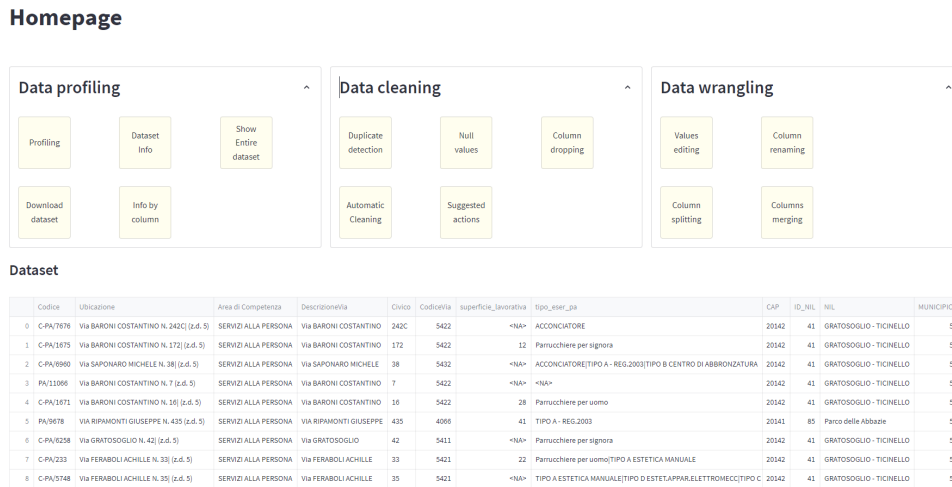 Homepage
Data profiling
Data cleaning
Data wrangling
Profiling
Dataset
Info
Show
Entire
dataset
Download
dataset
Info by
column
Duplicate
detection
Null
values
Column
dropping
Automatic
Cleaning
Suggested
actions
Values
editing
Column
renaming
Column
splitting
Columns
merging
Dataset
Codice Ubicazione Area di Competenza DescrizioneVia Civico CodiceVia superficie_lavorativa tipo_eser_pa CAP ID_NIL NIL MUNICIPIO
0 C-PA/7676 Via BARONI COSTANTINO N. 242C| (z.d. 5) SERVIZI ALLA PERSONA Via BARONI COSTANTINO 242C 5422 <NA> ACCONCIATORE 20142 41 GRATOSOGLIO - TICINELLO 5
1 C-PA/1675 Via BARONI COSTANTINO N. 172| (z.d. 5) SERVIZI ALLA PERSONA Via BARONI COSTANTINO 172 5422 12 Parrucchiere per signora 20142 41 GRATOSOGLIO - TICINELLO 5
2 C-PA/6960 Via SAPONARO MICHELE N. 38| (z.d. 5) SERVIZI ALLA PERSONA Via SAPONARO MICHELE 38 5432 <NA> ACCONCIATORE|TIPO A - REG.2003|TIPO B CENTRO DI ABBRONZATURA 20142 41 GRATOSOGLIO - TICINELLO 5
3 PA/11066 Via BARONI COSTANTINO N. 7 (z.d. 5) SERVIZI ALLA PERSONA Via BARONI COSTANTINO 7 5422 <NA> <NA> 20142 41 GRATOSOGLIO - TICINELLO 5
4 C-PA/1671 Via BARONI COSTANTINO N. 16| (z.d. 5) SERVIZI ALLA PERSONA Via BARONI COSTANTINO 16 5422 28 Parrucchiere per uomo 20142 41 GRATOSOGLIO - TICINELLO 5
5 PA/9678 VIA RIPAMONTI GIUSEPPE N. 435 (z.d. 5) SERVIZI ALLA PERSONA VIA RIPAMONTI GIUSEPPE 435 4066 41 TIPO A - REG.2003 20141 85 Parco delle Abbazie 5
6 C-PA/6258 Via GRATOSOGLIO N. 42| (z.d. 5) SERVIZI ALLA PERSONA Via GRATOSOGLIO 42 5411 <NA> Parrucchiere per signora 20142 41 GRATOSOGLIO - TICINELLO 5
7 C-PA/233 Via FERABOLI ACHILLE N. 33| (z.d. 5) SERVIZI ALLA PERSONA Via FERABOLI ACHILLE 33 5421 22 Parrucchiere per uomo|TIPO A ESTETICA MANUALE 20142 41 GRATOSOGLIO - TICINELLO 5
8 C-PA/5748 Via FERABOLI ACHILLE N. 35| (z.d. 5) SERVIZI ALLA PERSONA Via FERABOLI ACHILLE 35 5421 <NA> TIPO A ESTETICA MANUALE|TIPO D ESTET.APPAR.ELETTROMECC|TIPO C 20142 41 GRATOSOGLIO - TICINELLO 5